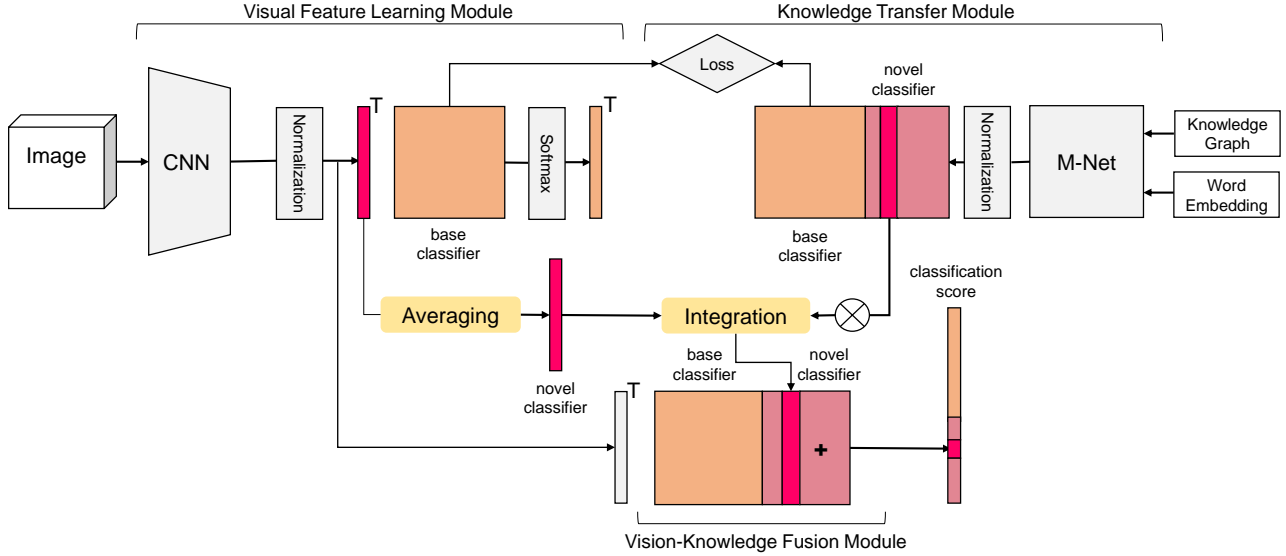 Visual Feature Learning Module
Knowledge Transfer Module
Image
CNN
Normalization
T
base
classifier
Softmax
T
Loss
novel
classifier
base
classifier
Normalization
M-Net
Knowledge
Graph
Word
Embedding
Averaging
novel
classifier
Integration
classification
score
T
base
classifier
novel
classifier
+
Vision-Knowledge Fusion Module